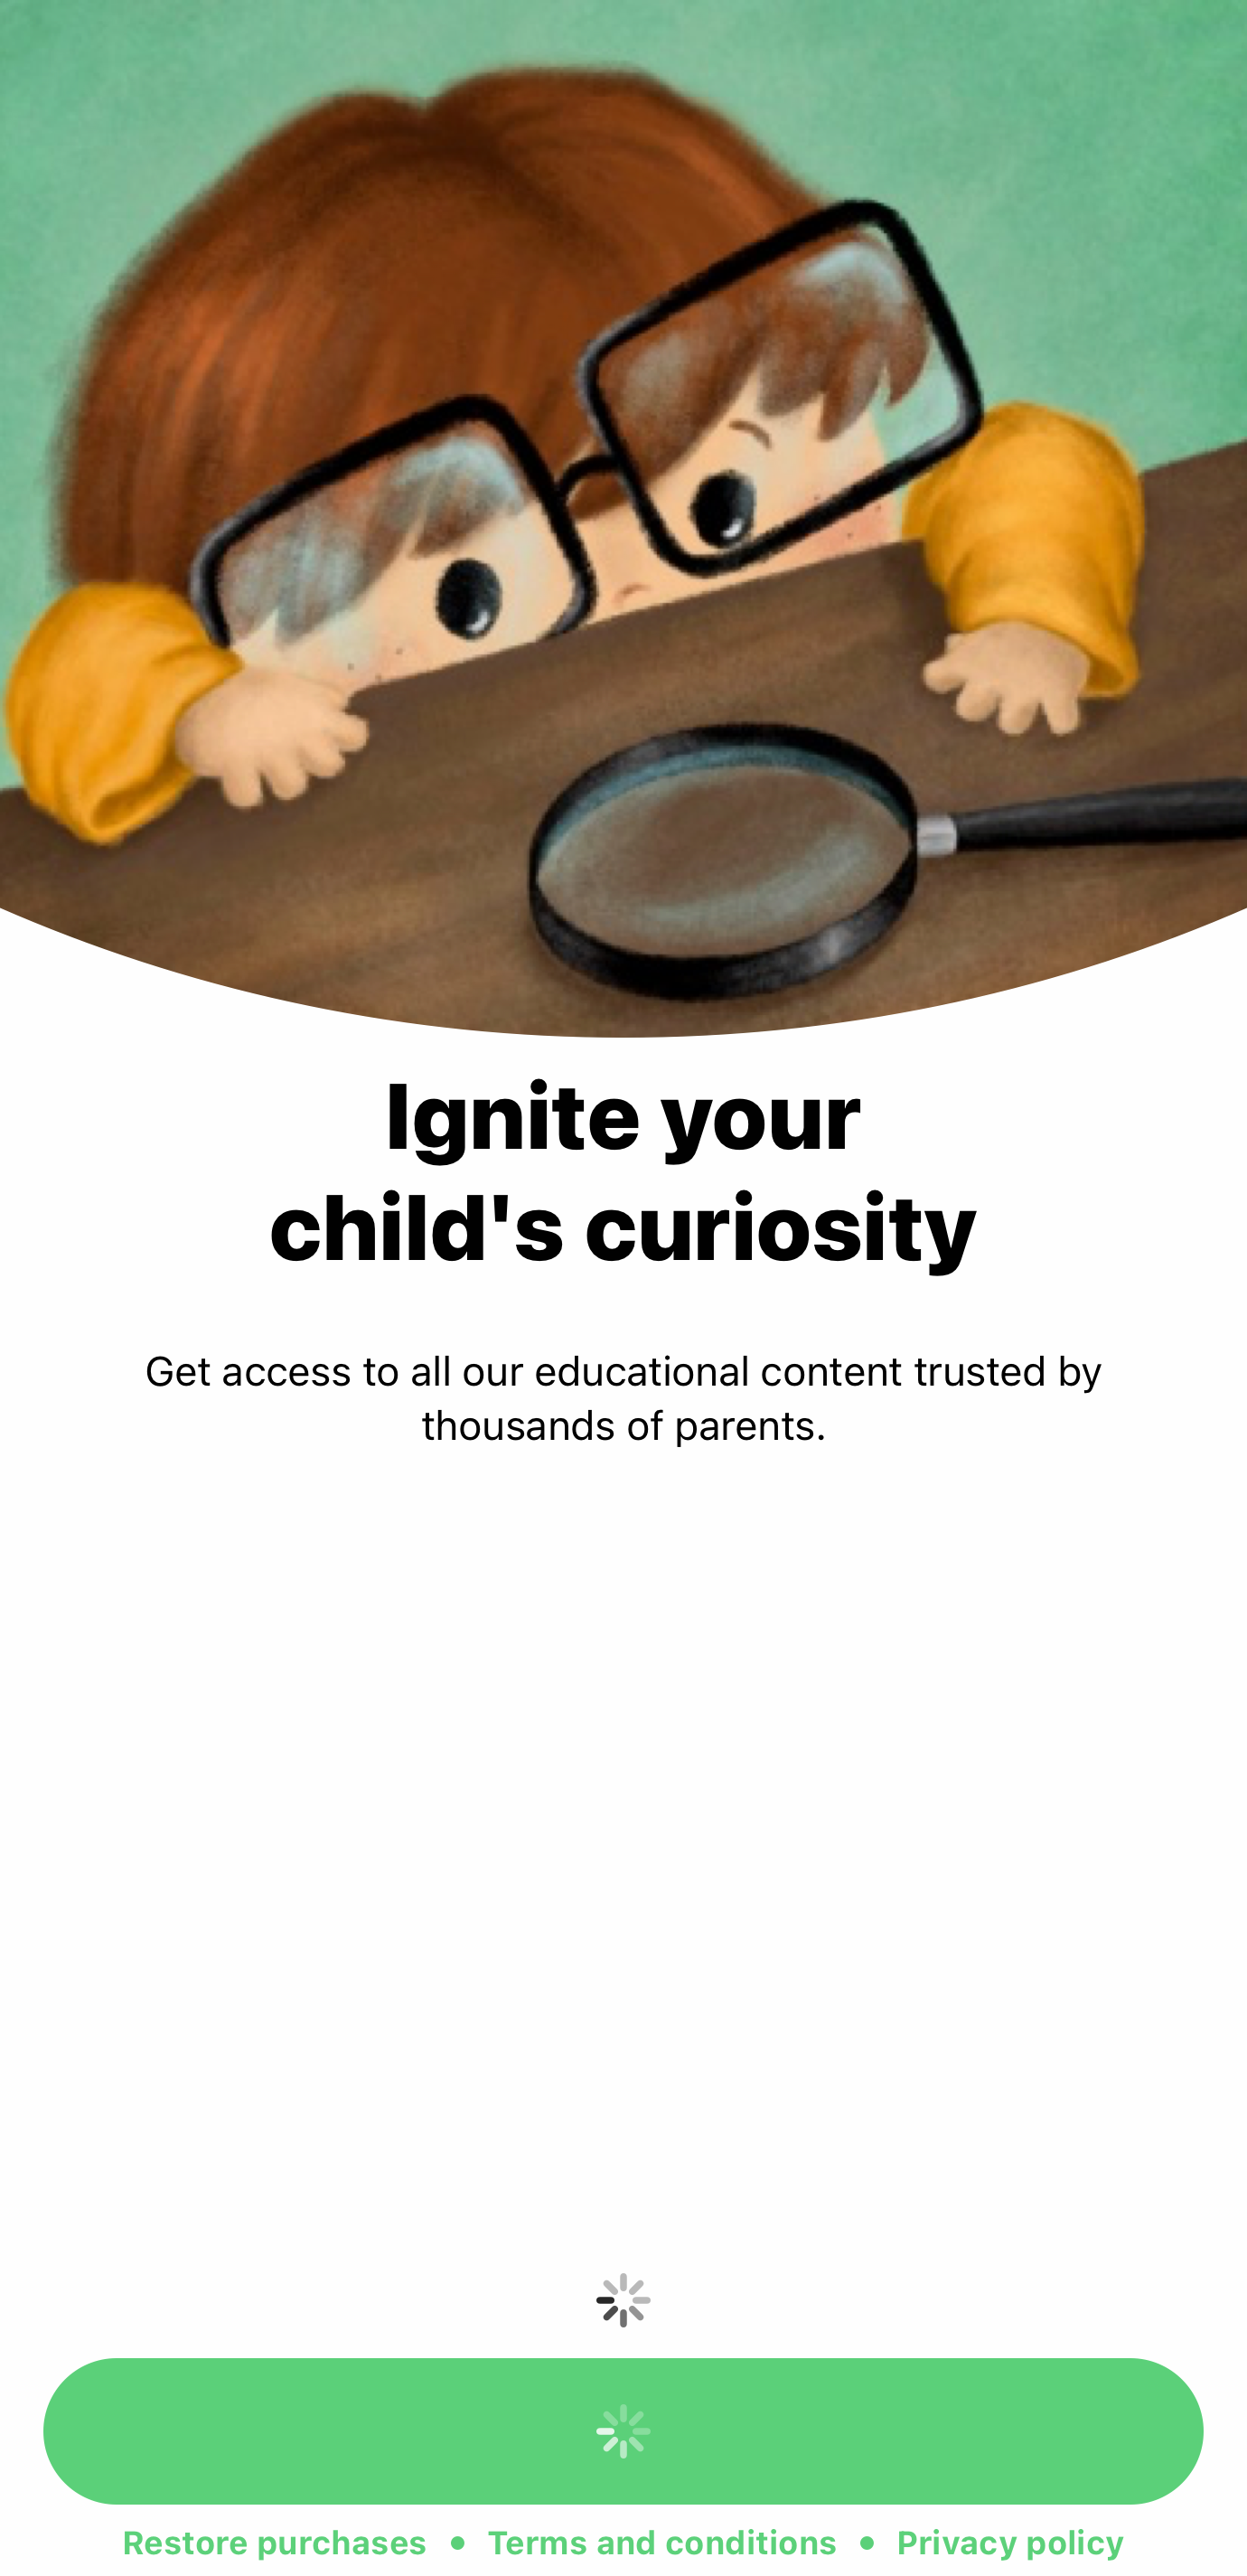 Ignite your
child's curiosity
Get access to all our educational content trusted by
thousands of parents.
Restore purchases • Terms and conditions • Privacy policy